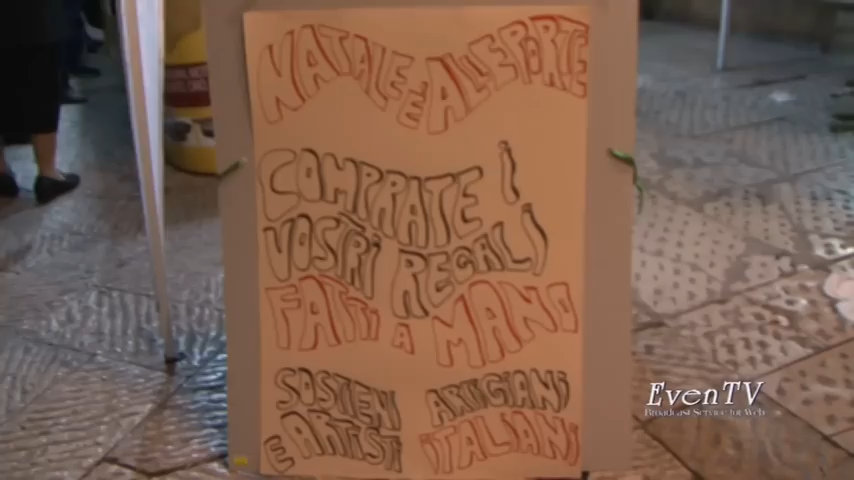 NATALE È ALLE PORTE
COMPRATE I
VOSTRI REGALI
FATTI A MANO
SOSTIENI ARTIGIANI
E ARTISTI ITALIANI
EvenTV
Broadcast Service for Web